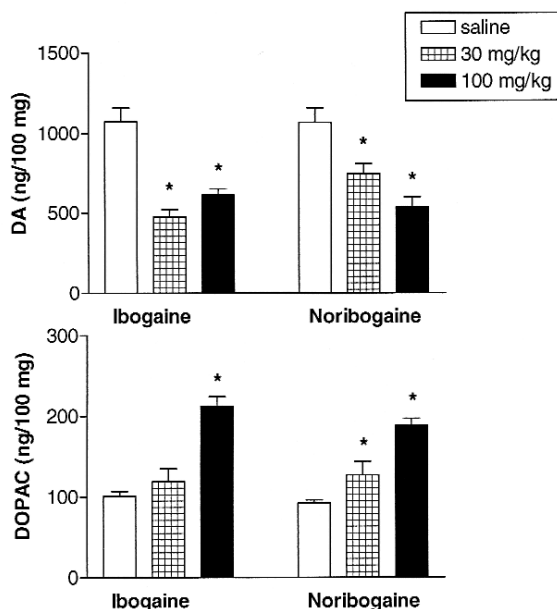 saline
30 mg/kg
100 mg/kg
DA (ng/100 mg)
1500
1000
500
0
*
*
*
*
Ibogaine
Noribogaine
DOPAC (ng/100 mg)
300
200
100
0
*
*
*
Ibogaine
Noribogaine